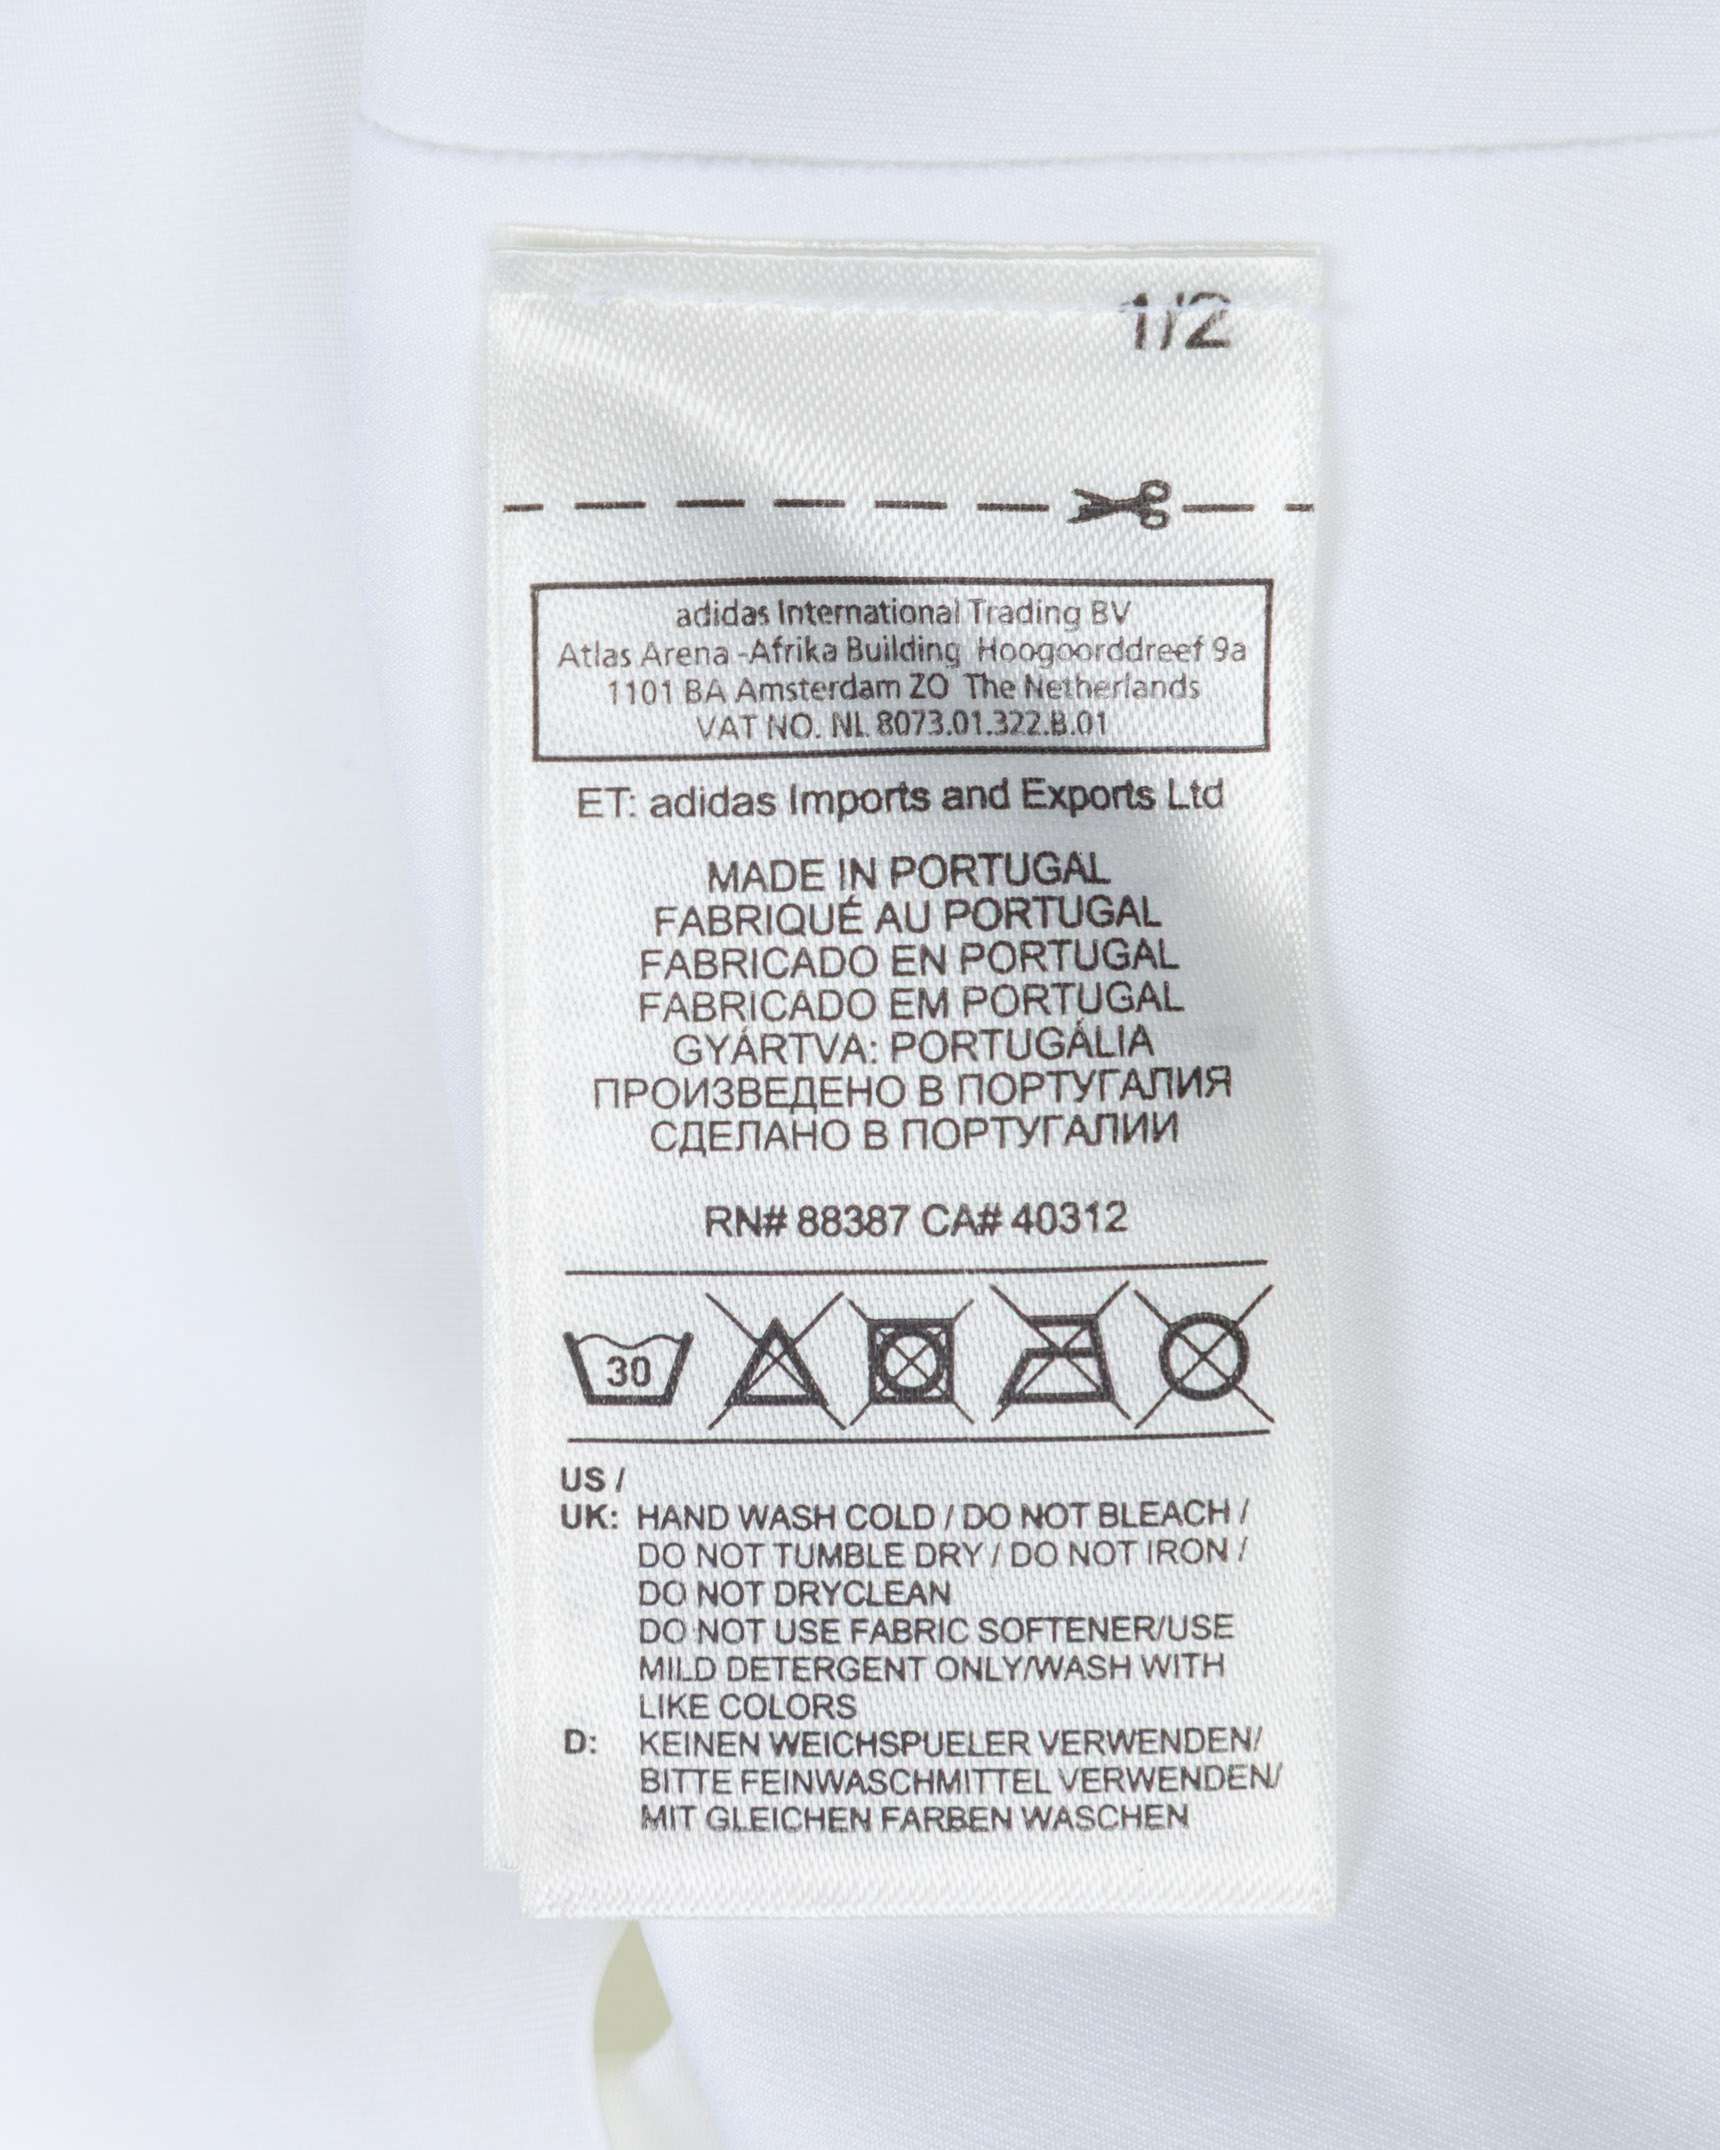 1/2
adidas International Trading BV
Atlas Arena -Afrika Building Hoogoorddreef 9a
1101 BA Amsterdam ZO The Netherlands
VAT NO. NL 8073.01.322.B.01
ET: adidas Imports and Exports Ltd
MADE IN PORTUGAL
FABRIQUÉ AU PORTUGAL
FABRICADO EN PORTUGAL
FABRICADO EM PORTUGAL
GYÁRTVA: PORTUGÁLIA
ПРОИЗВЕДЕНО В ПОРТУГАЛИЯ
СДЕЛАНО В ПОРТУГАЛИИ
RN# 88387 CA# 40312
30
US /
UK: HAND WASH COLD / DO NOT BLEACH /
DO NOT TUMBLE DRY / DO NOT IRON /
DO NOT DRYCLEAN
DO NOT USE FABRIC SOFTENER/USE
MILD DETERGENT ONLY/WASH WITH
LIKE COLORS
D: KEINEN WEICHSPUELER VERWENDEN/
BITTE FEINWASCHMITTEL VERWENDEN/
MIT GLEICHEN FARBEN WASCHEN